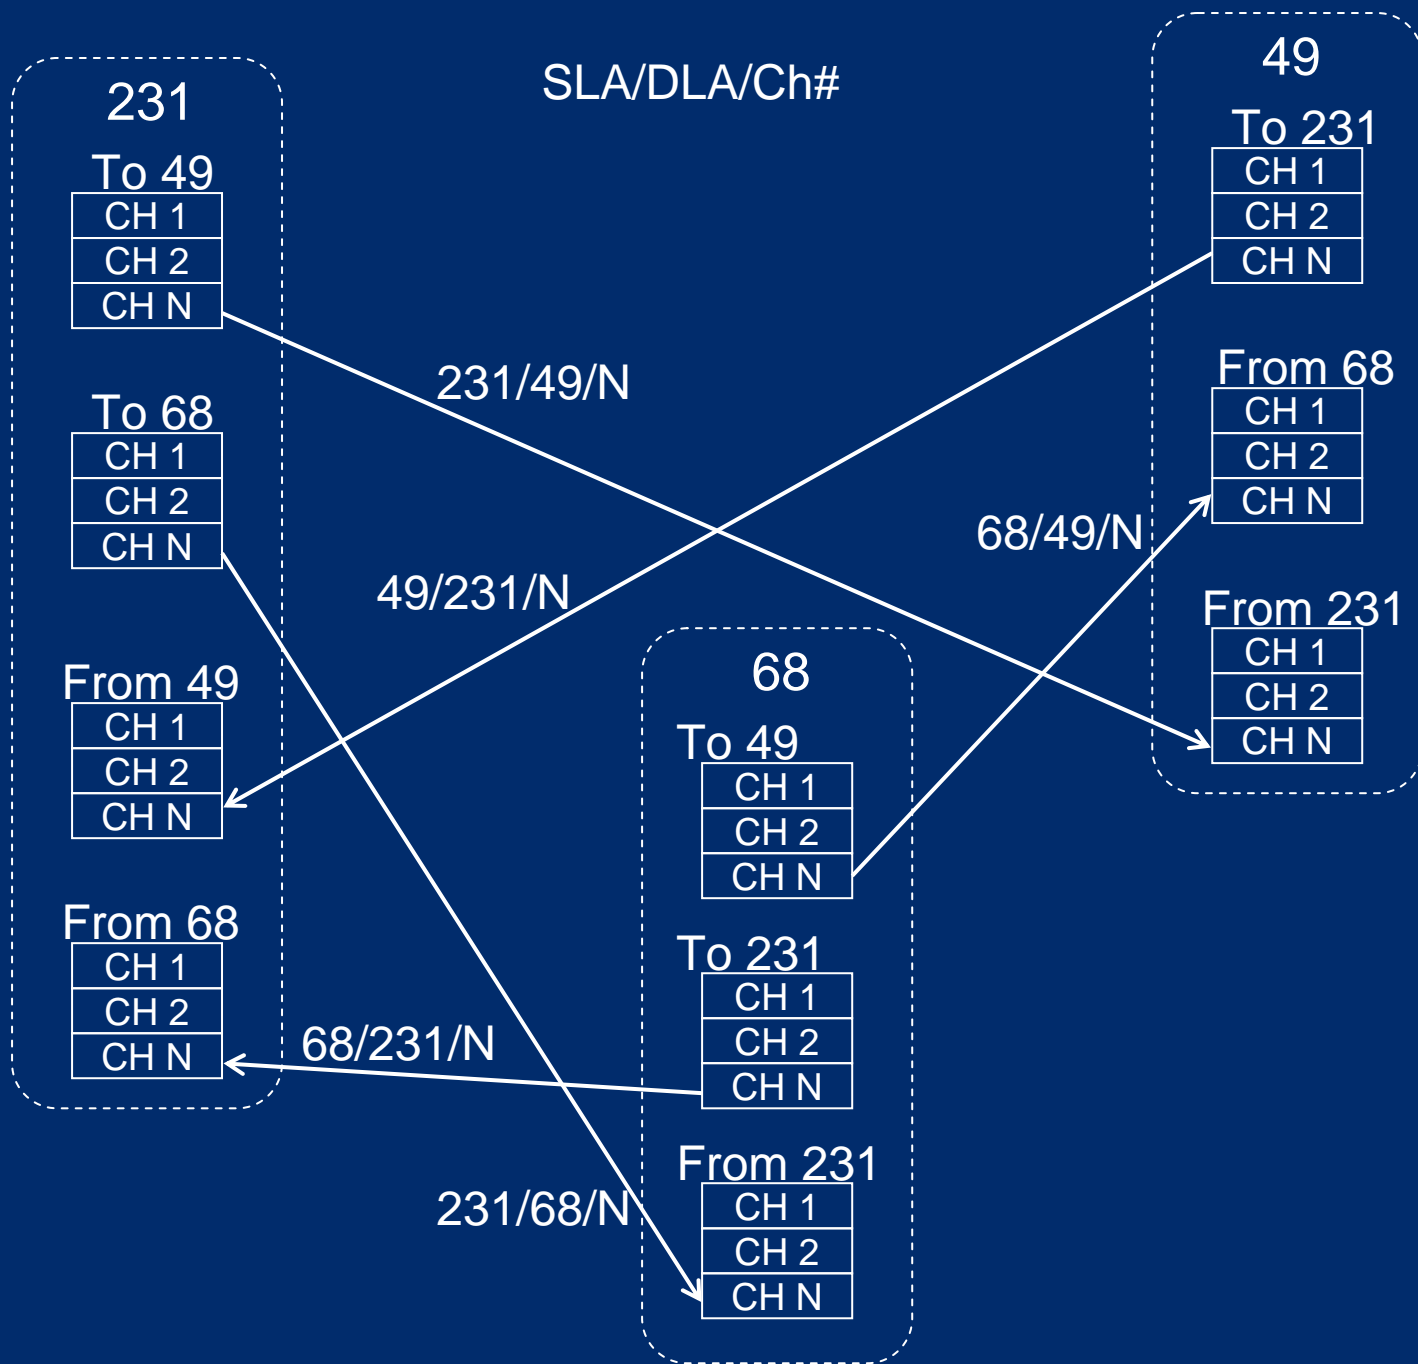 SLA/DLA/Ch#
231
To 49
CH 1
CH 2
CH N
To 68
CH 1
CH 2
CH N
From 49
CH 1
CH 2
CH N
From 68
CH 1
CH 2
CH N
231/49/N
49/231/N
68/231/N
231/68/N
68
To 49
CH 1
CH 2
CH N
To 231
CH 1
CH 2
CH N
From 231
CH 1
CH 2
CH N
68/49/N
49
To 231
CH 1
CH 2
CH N
From 68
CH 1
CH 2
CH N
From 231
CH 1
CH 2
CH N